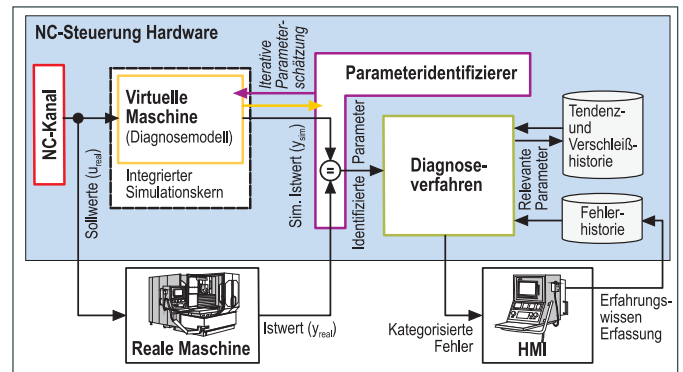 NC-Steuerung Hardware
NC-Kanal
Virtuelle
Maschine
(Diagnosemodell)
Integrierter
Simulationskern
Iterative
Parameter-
schätzung
Parameteridentifizierer
Sollwerte (ureal)
Sim. Istwert (ysim)
=
Identifizierte Parameter
Diagnose-
verfahren
Relevante
Parameter
Tendenz-
und
Verschleiß-
historie
Fehler-
historie
Reale Maschine
Istwert (yreal)
Kategorisierte
Fehler
HMI
Erfahrungs-
wissen
Erfassung